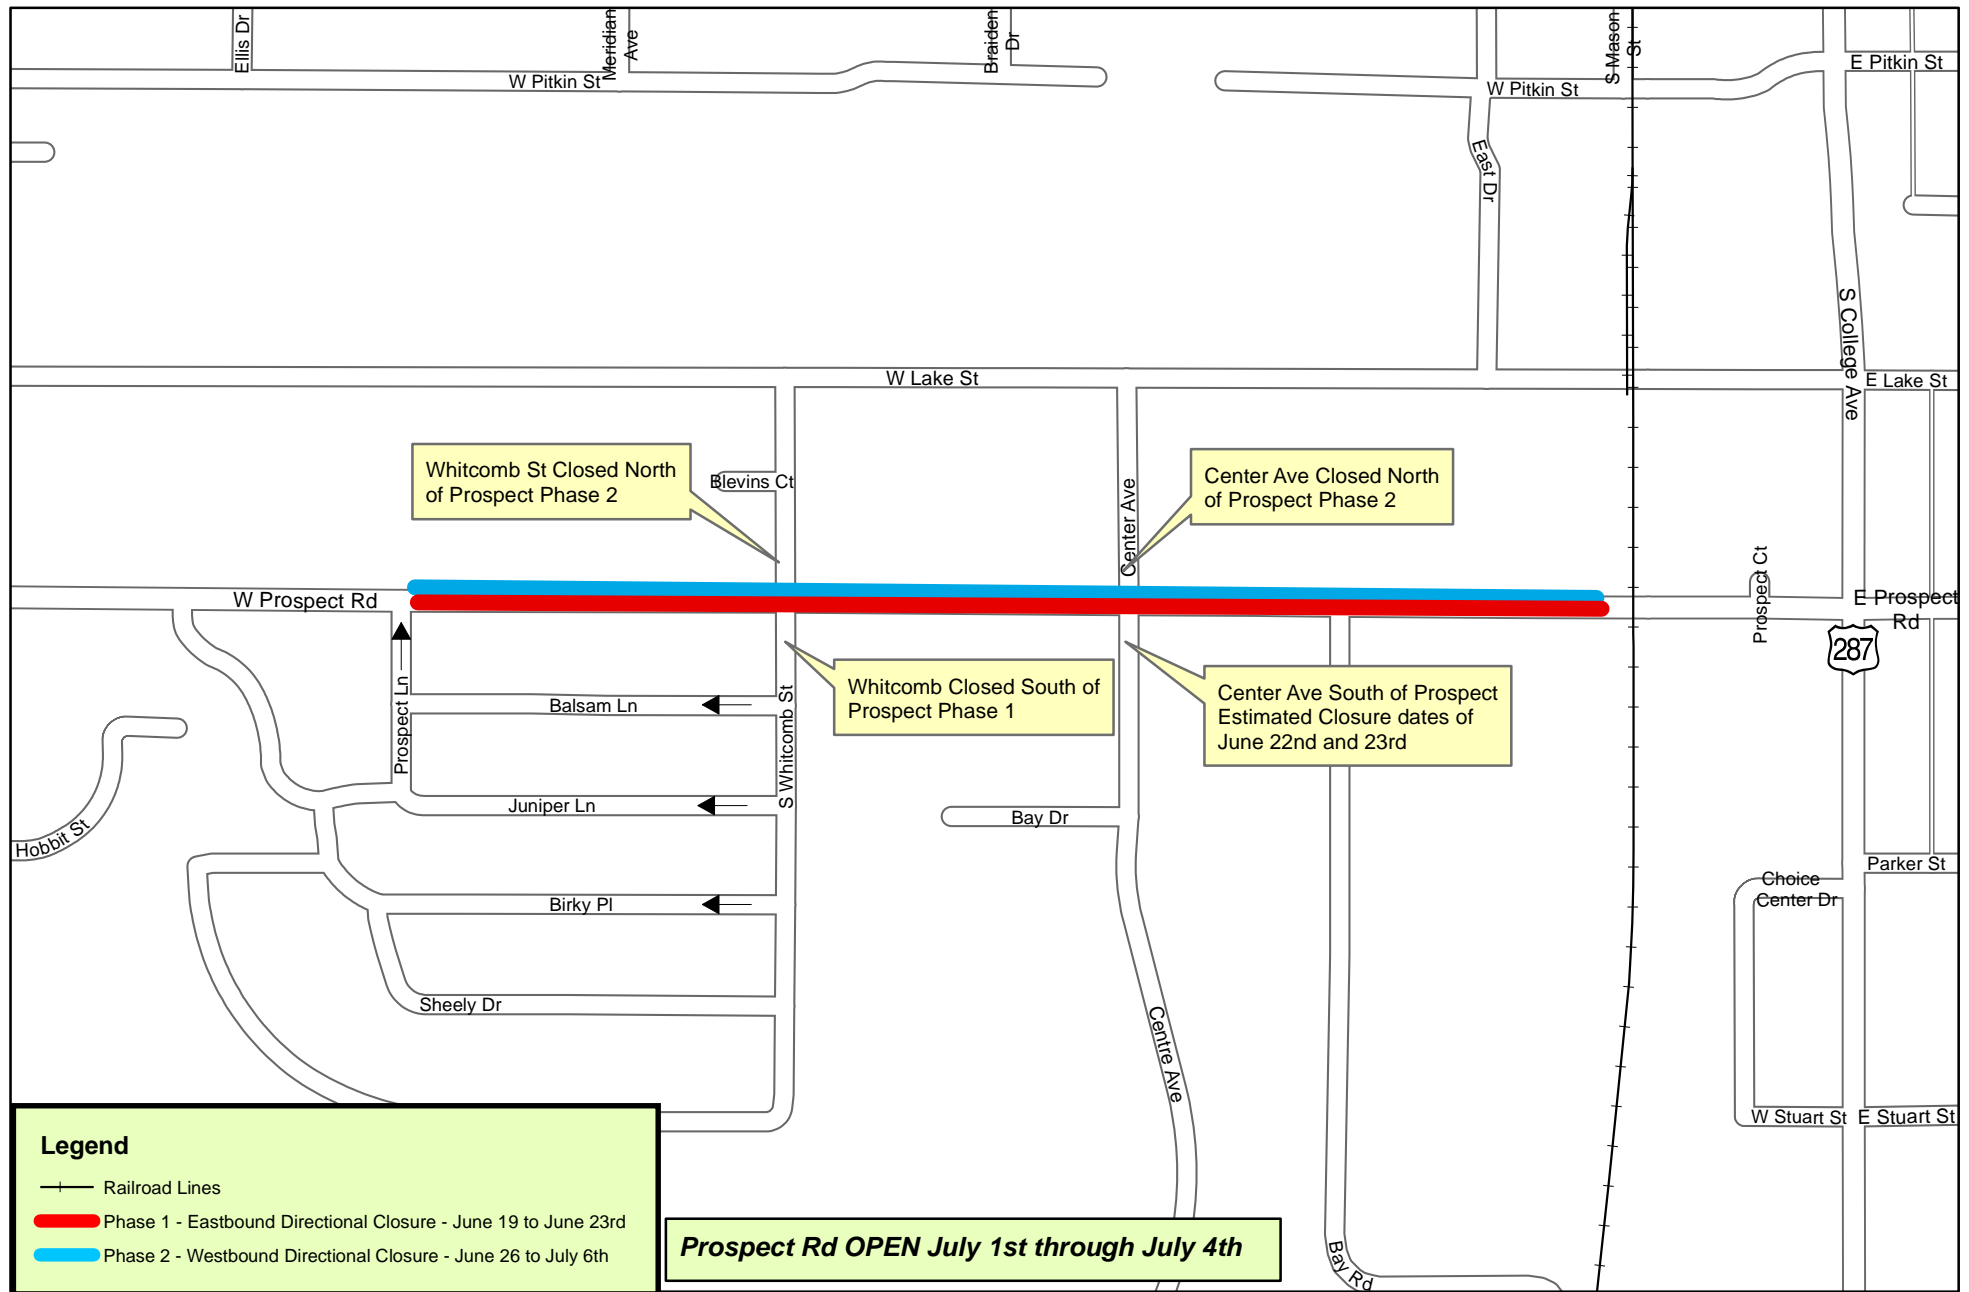 Ellis Dr
Meridian
Ave
Braiden
Dr
S Mason
St
W Pitkin St
W Pitkin St
E Pitkin St
East Dr
S College Ave
W Lake St
E Lake St
Whitcomb St Closed North
of Prospect Phase 2
Blevins Ct
Center Ave
Center Ave Closed North
of Prospect Phase 2
W Prospect Rd
Prospect Ct
E Prospect
Rd
287
Prospect Ln
Balsam Ln
S Whitcomb St
Whitcomb Closed South of
Prospect Phase 1
Center Ave South of Prospect
Estimated Closure dates of
June 22nd and 23rd
Juniper Ln
Bay Dr
Hobbit St
Parker St
Choice
Center Dr
Birky Pl
Sheely Dr
Centre Ave
W Stuart St
E Stuart St
Legend
Railroad Lines
Phase 1 - Eastbound Directional Closure - June 19 to June 23rd
Phase 2 - Westbound Directional Closure - June 26 to July 6th
Prospect Rd OPEN July 1st through July 4th
Bay Rd